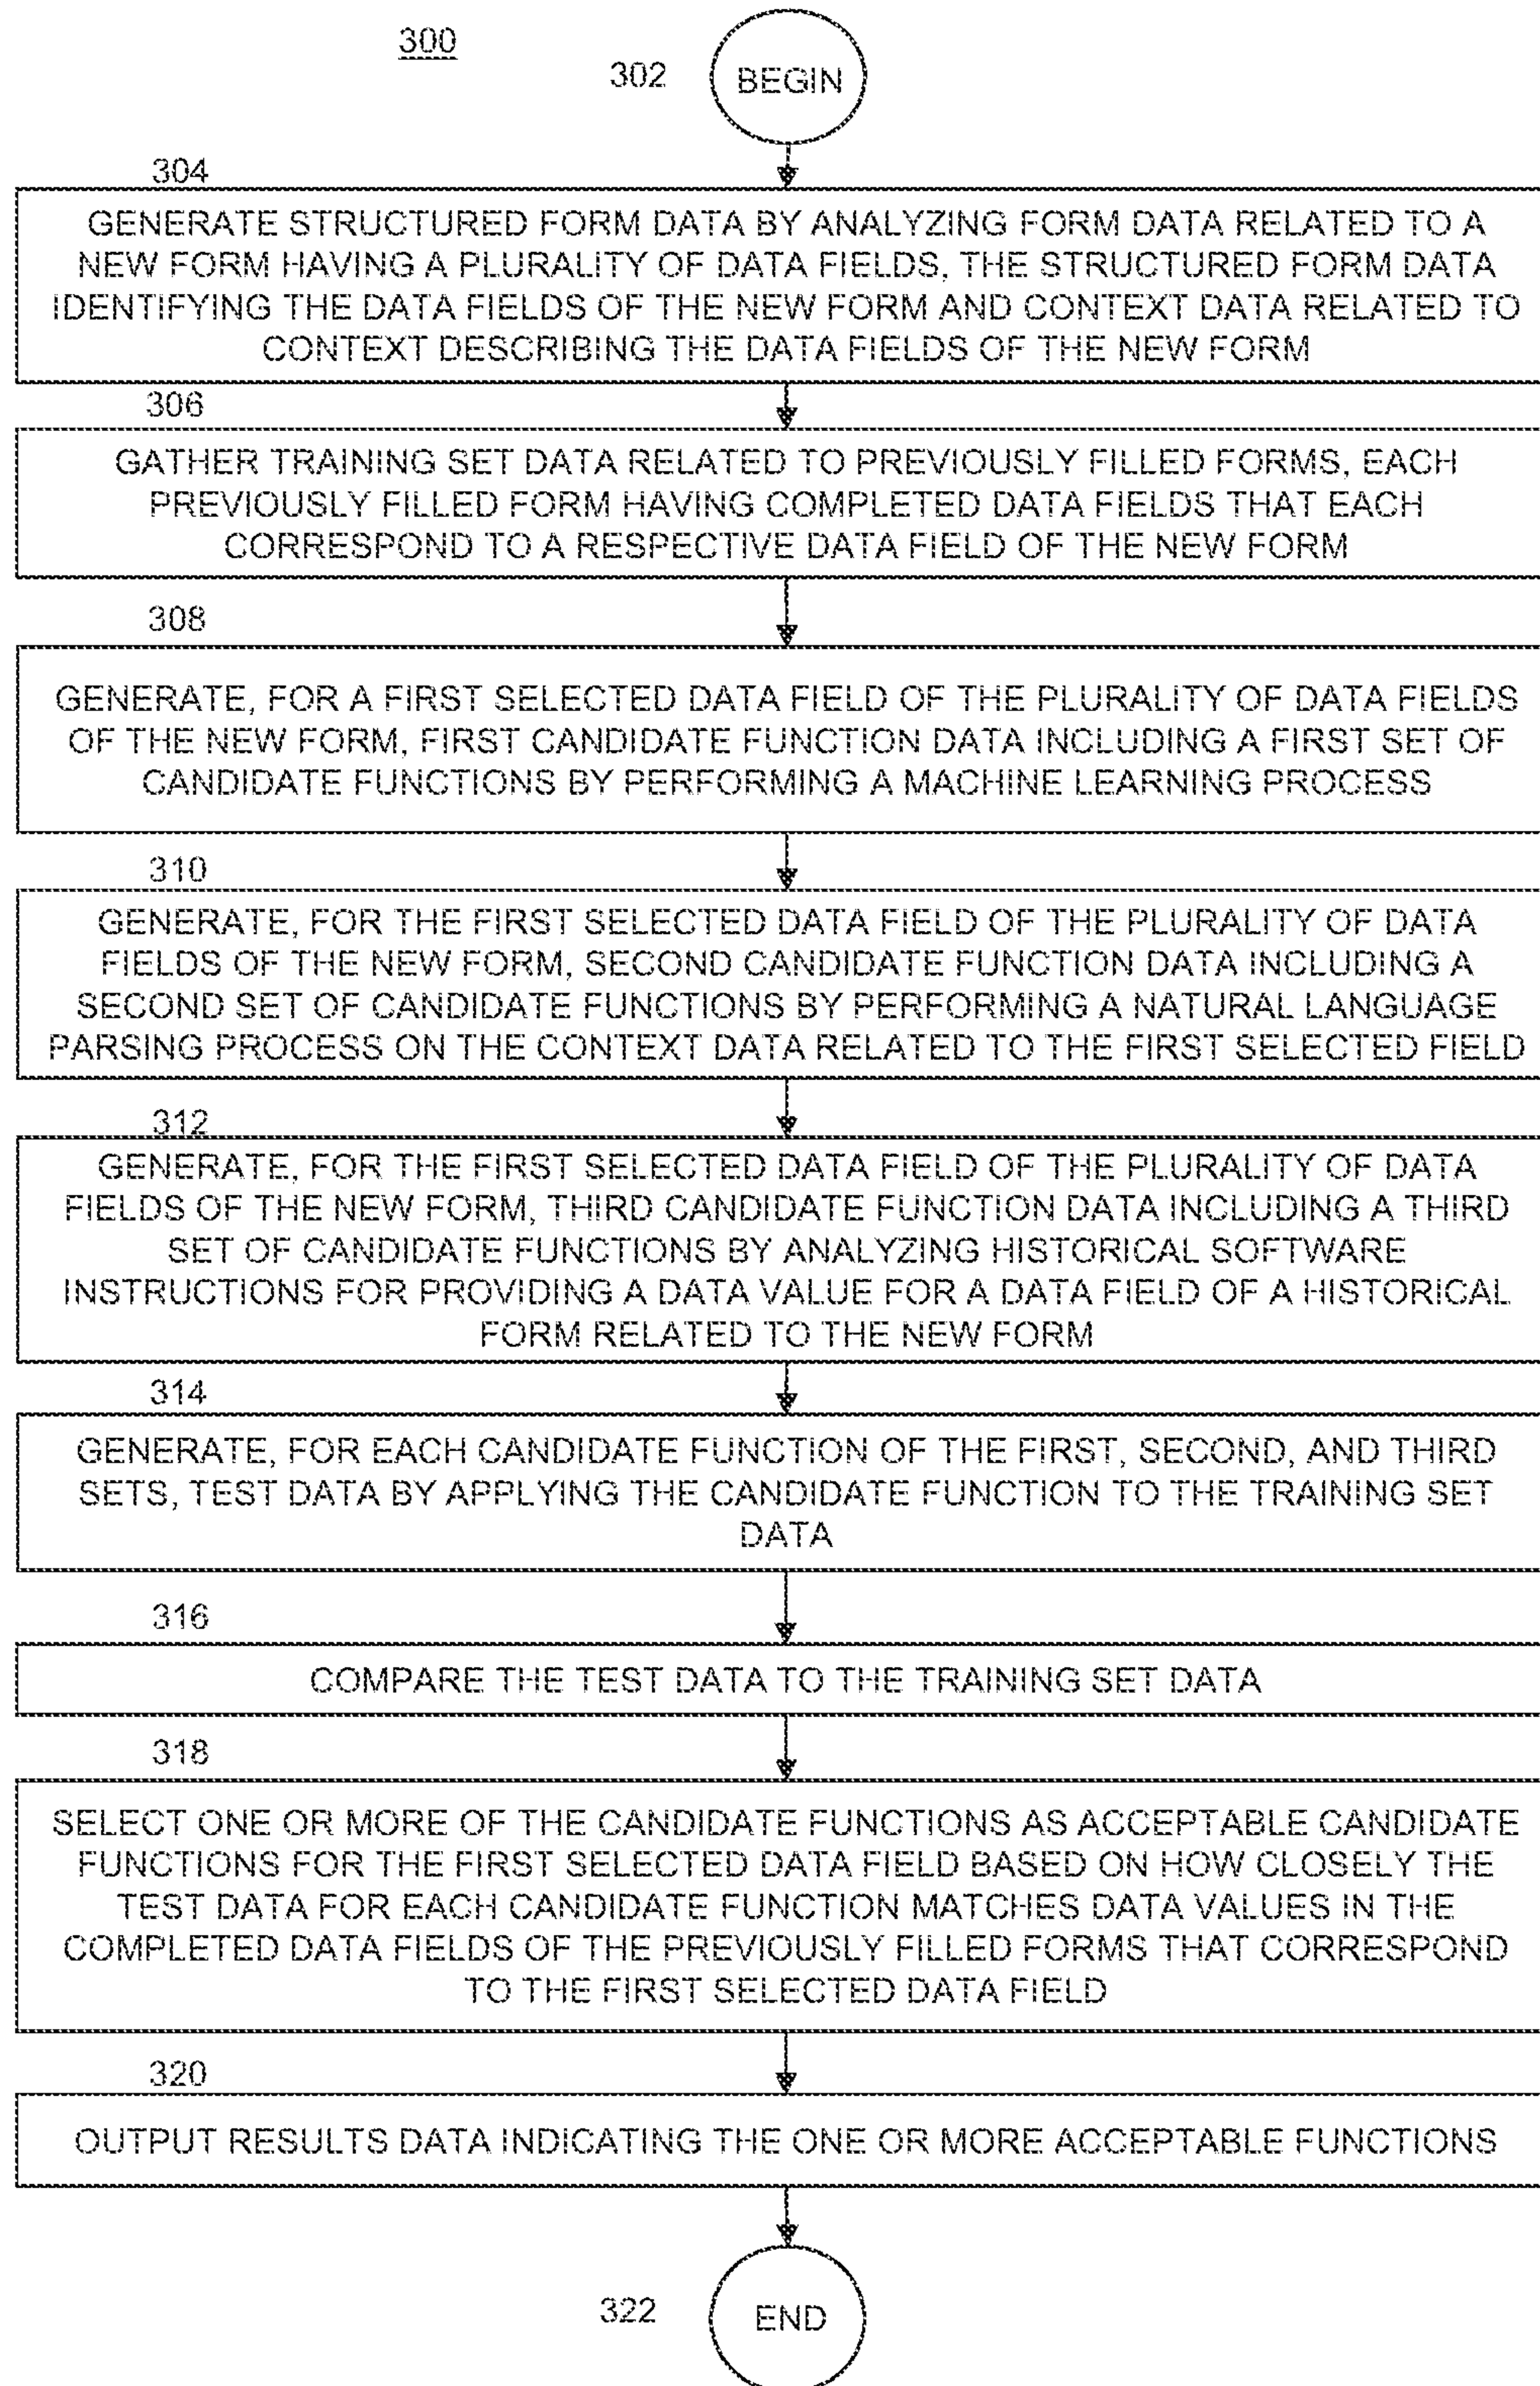 300
302
BEGIN
304
GENERATE STRUCTURED FORM DATA BY ANALYZING FORM DATA RELATED TO A
NEW FORM HAVING A PLURALITY OF DATA FIELDS, THE STRUCTURED FORM DATA
IDENTIFYING THE DATA FIELDS OF THE NEW FORM AND CONTEXT DATA RELATED TO
CONTEXT DESCRIBING THE DATA FIELDS OF THE NEW FORM
306
GATHER TRAINING SET DATA RELATED TO PREVIOUSLY FILLED FORMS, EACH
PREVIOUSLY FILLED FORM HAVING COMPLETED DATA FIELDS THAT EACH
CORRESPOND TO A RESPECTIVE DATA FIELD OF THE NEW FORM
308
GENERATE, FOR A FIRST SELECTED DATA FIELD OF THE PLURALITY OF DATA FIELDS
OF THE NEW FORM, FIRST CANDIDATE FUNCTION DATA INCLUDING A FIRST SET OF
CANDIDATE FUNCTIONS BY PERFORMING A MACHINE LEARNING PROCESS
310
GENERATE, FOR THE FIRST SELECTED DATA FIELD OF THE PLURALITY OF DATA
FIELDS OF THE NEW FORM, SECOND CANDIDATE FUNCTION DATA INCLUDING A
SECOND SET OF CANDIDATE FUNCTIONS BY PERFORMING A NATURAL LANGUAGE
PARSING PROCESS ON THE CONTEXT DATA RELATED TO THE FIRST SELECTED FIELD
312
GENERATE, FOR THE FIRST SELECTED DATA FIELD OF THE PLURALITY OF DATA
FIELDS OF THE NEW FORM, THIRD CANDIDATE FUNCTION DATA INCLUDING A THIRD
SET OF CANDIDATE FUNCTIONS BY ANALYZING HISTORICAL SOFTWARE
INSTRUCTIONS FOR PROVIDING A DATA VALUE FOR A DATA FIELD OF A HISTORICAL
FORM RELATED TO THE NEW FORM
314
GENERATE, FOR EACH CANDIDATE FUNCTION OF THE FIRST, SECOND, AND THIRD
SETS, TEST DATA BY APPLYING THE CANDIDATE FUNCTION TO THE TRAINING SET
DATA
316
COMPARE THE TEST DATA TO THE TRAINING SET DATA
318
SELECT ONE OR MORE OF THE CANDIDATE FUNCTIONS AS ACCEPTABLE CANDIDATE
FUNCTIONS FOR THE FIRST SELECTED DATA FIELD BASED ON HOW CLOSELY THE
TEST DATA FOR EACH CANDIDATE FUNCTION MATCHES DATA VALUES IN THE
COMPLETED DATA FIELDS OF THE PREVIOUSLY FILLED FORMS THAT CORRESPOND
TO THE FIRST SELECTED DATA FIELD
320
OUTPUT RESULTS DATA INDICATING THE ONE OR MORE ACCEPTABLE FUNCTIONS
322
END